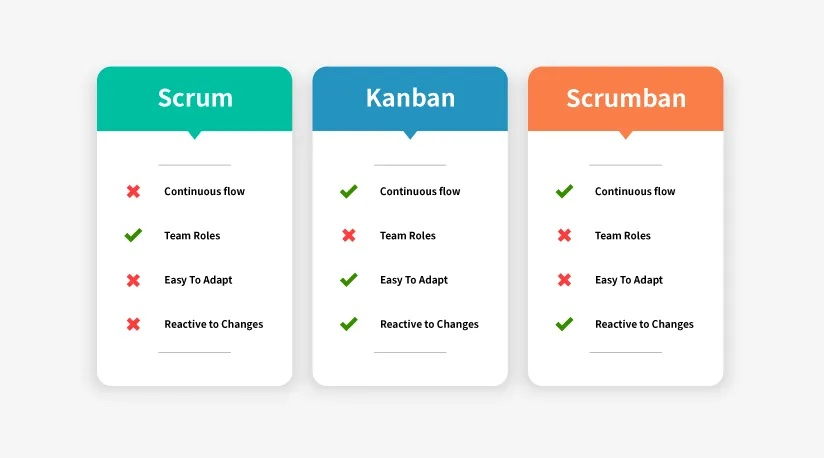 Scrum
Continuous flow
Team Roles
Easy To Adapt
Reactive to Changes
Kanban
Continuous flow
Team Roles
Easy To Adapt
Reactive to Changes
Scrumban
Continuous flow
Team Roles
Easy To Adapt
Reactive to Changes